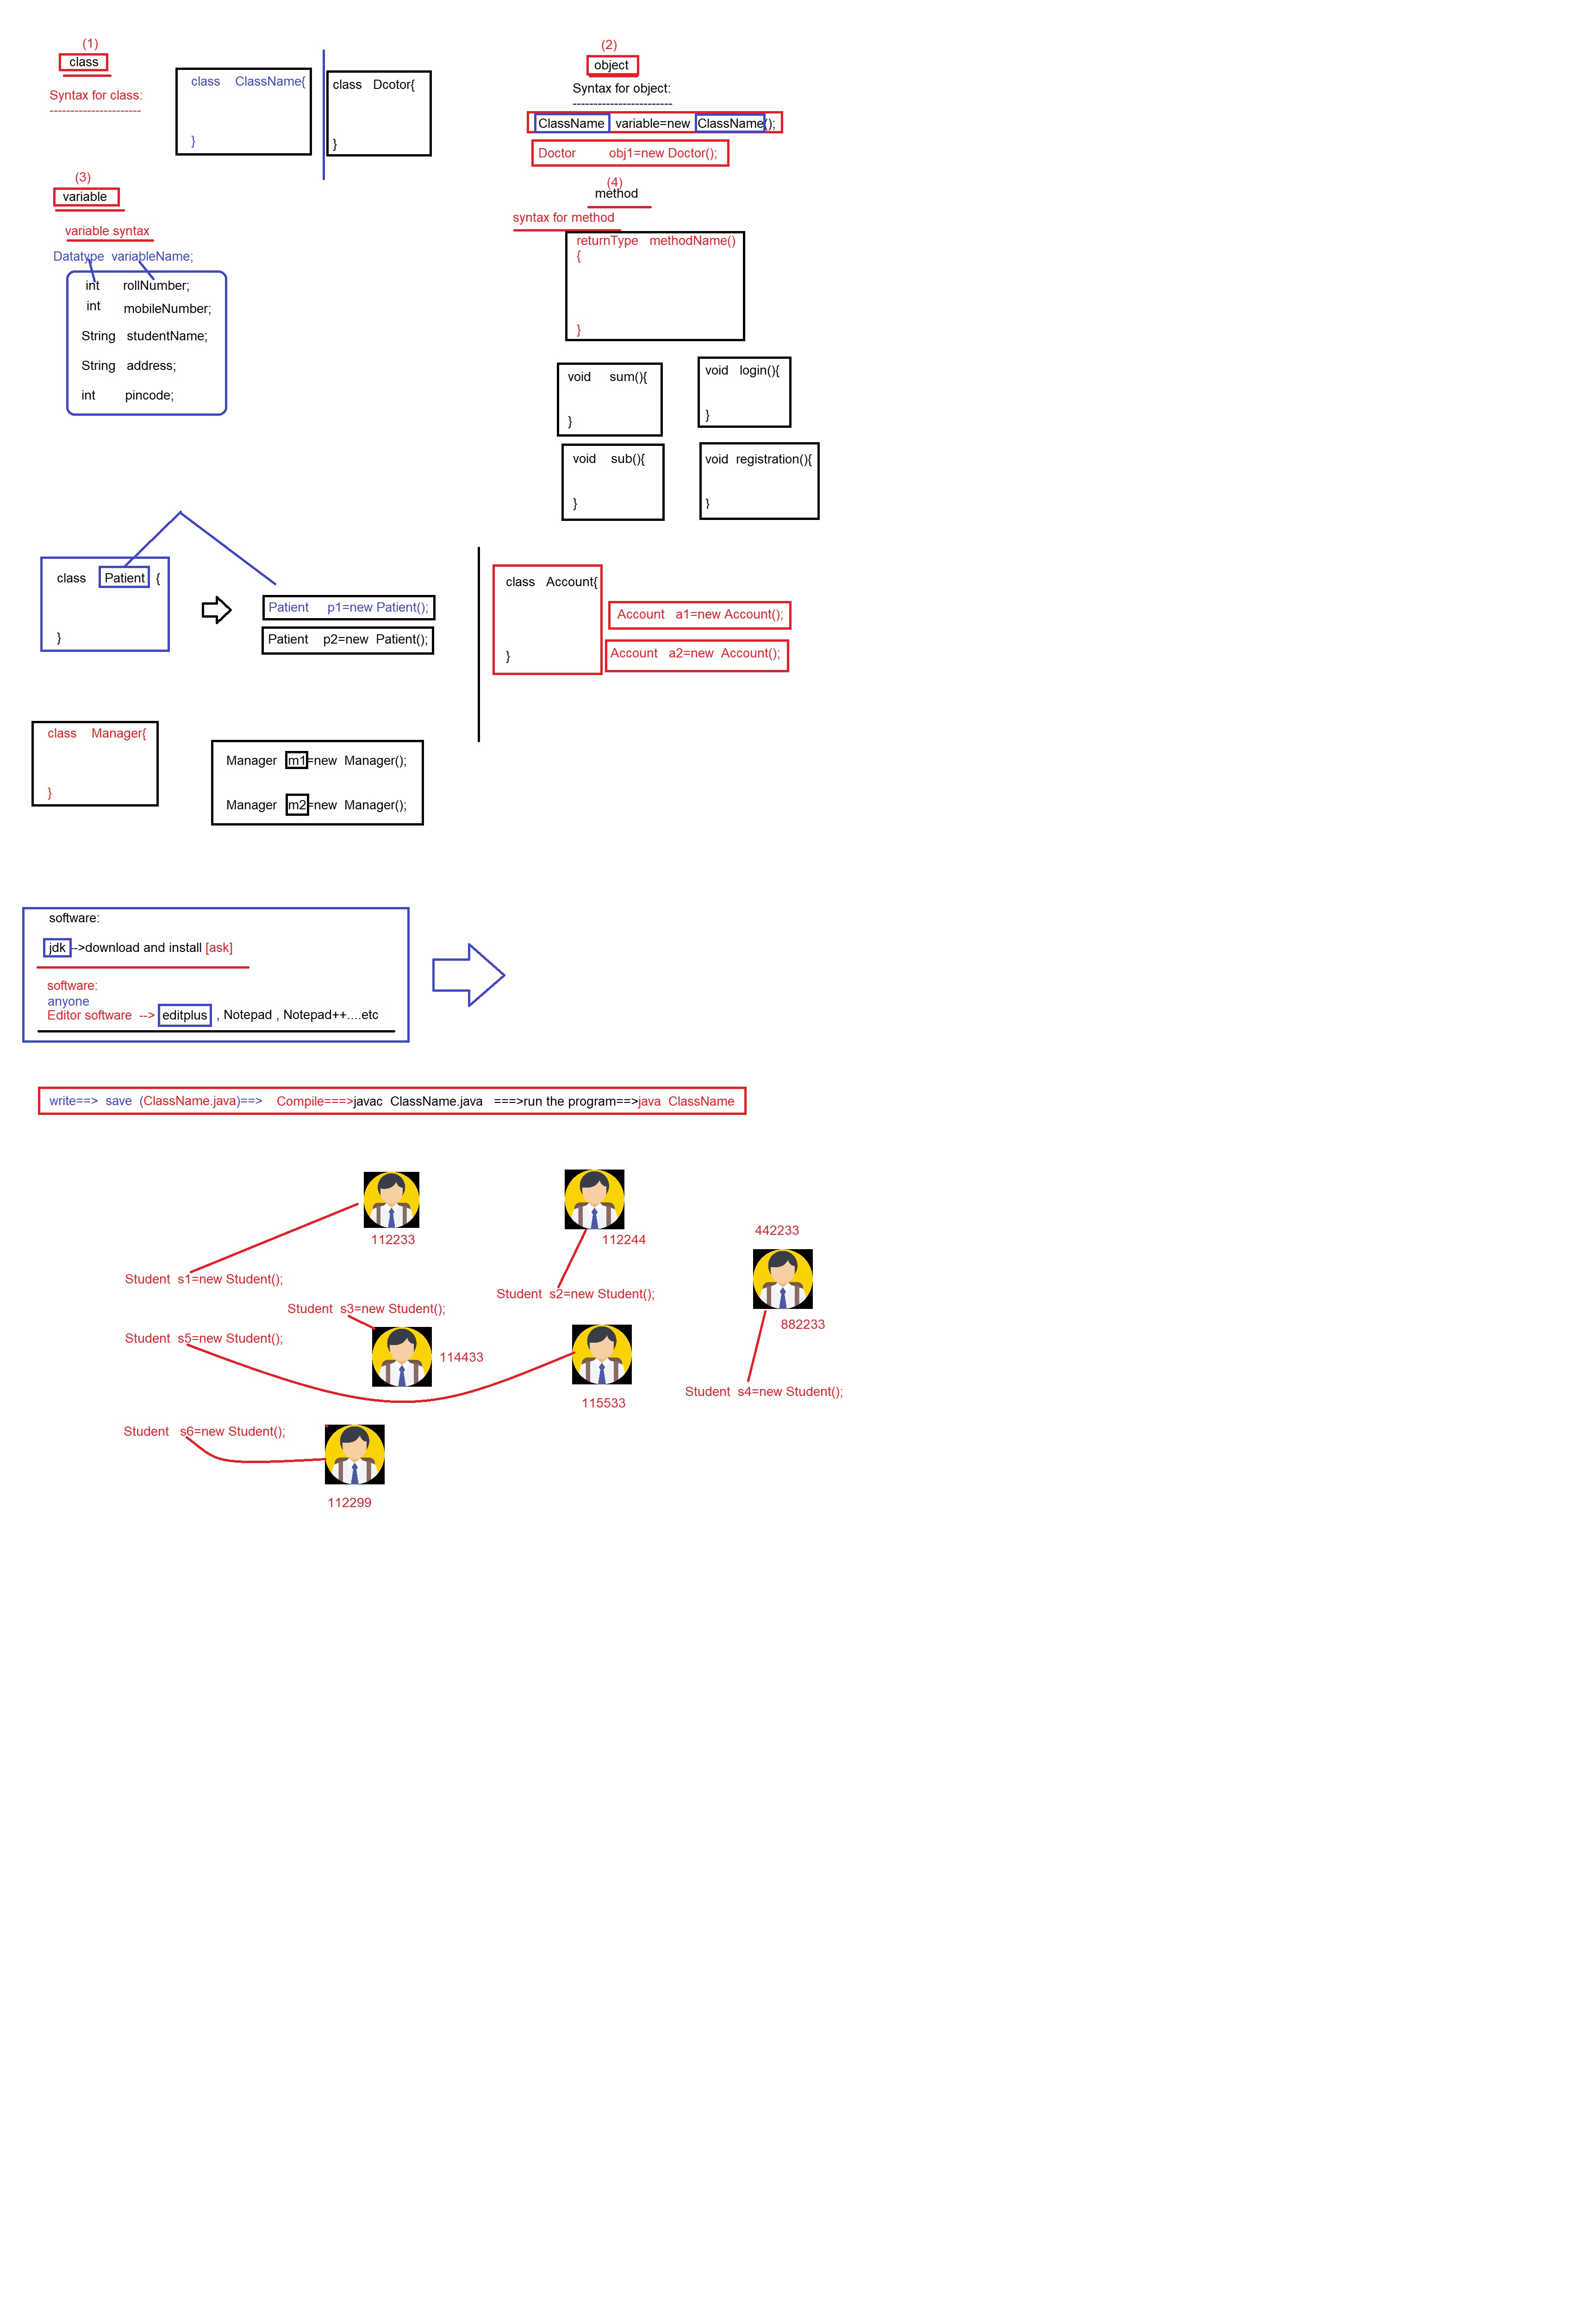 (1)
class
Syntax for class:
----------------------
class ClassName{
}
class Dcotor{
}
(2)
object
Syntax for object:
------------------------
ClassName variable=new ClassName();
Doctor obj1=new Doctor();
(3)
variable
variable syntax
Datatype variableName;
int rollNumber;
int mobileNumber;
String studentName;
String address;
int pincode;
(4)
method
syntax for method
returnType methodName()
{
}
void sum(){
}
void login(){
}
void sub(){
}
void registration(){
}
class Patient {
}
Patient p1=new Patient();
Patient p2=new Patient();
class Account{
}
Account a1=new Account();
Account a2=new Account();
class Manager{
}
Manager m1=new Manager();
Manager m2=new Manager();
software:
jdk-->download and install [ask]
software:
anyone
Editor software --> editplus , Notepad , Notepad++....etc
write==> save (ClassName.java)==> Compile===>javac ClassName.java ===>run the program==>java ClassName
112233
112244
442233
Student s1=new Student();
Student s2=new Student();
Student s3=new Student();
882233
Student s5=new Student();
114433
Student s4=new Student();
115533
Student s6=new Student();
112299